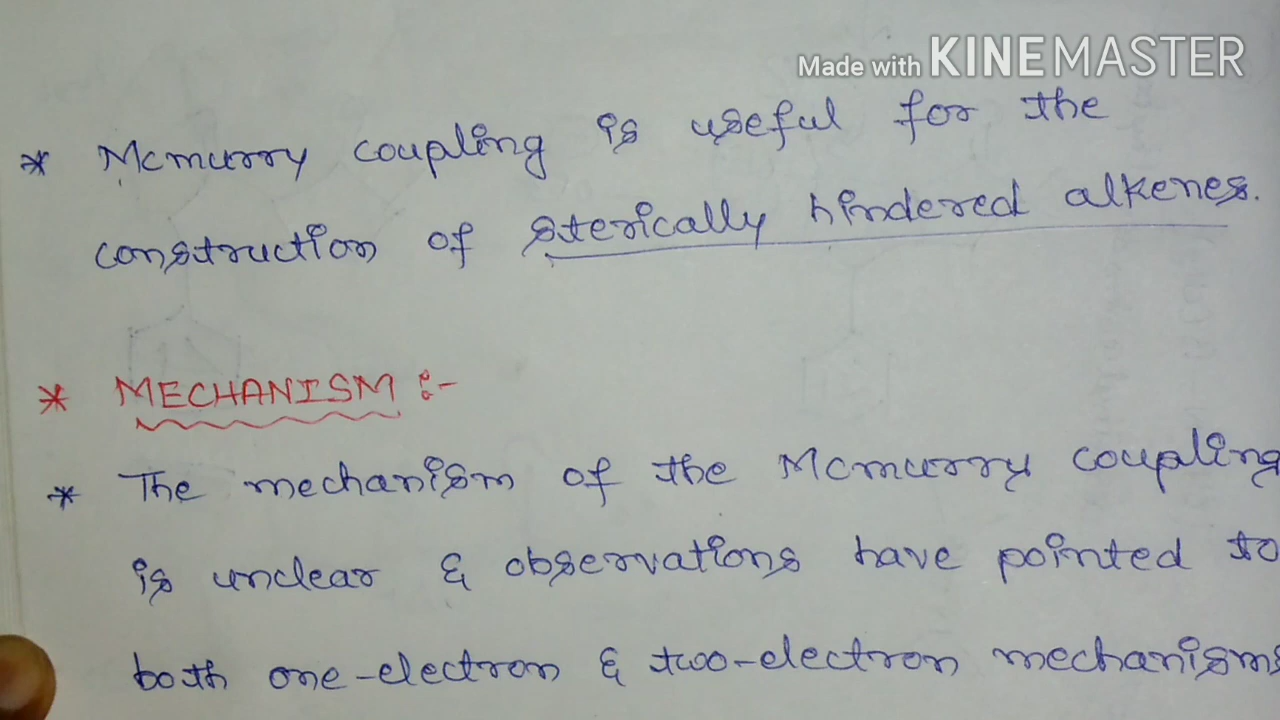 Made with KINEMASTER
* Mcmurry coupling is useful for the
construction of sterically hindered alkenes.
* MECHANISM :-
* The mechanism of the Mcmurry coupling
is unclear & observations have pointed to
both one-electron & two-electron mechanisms